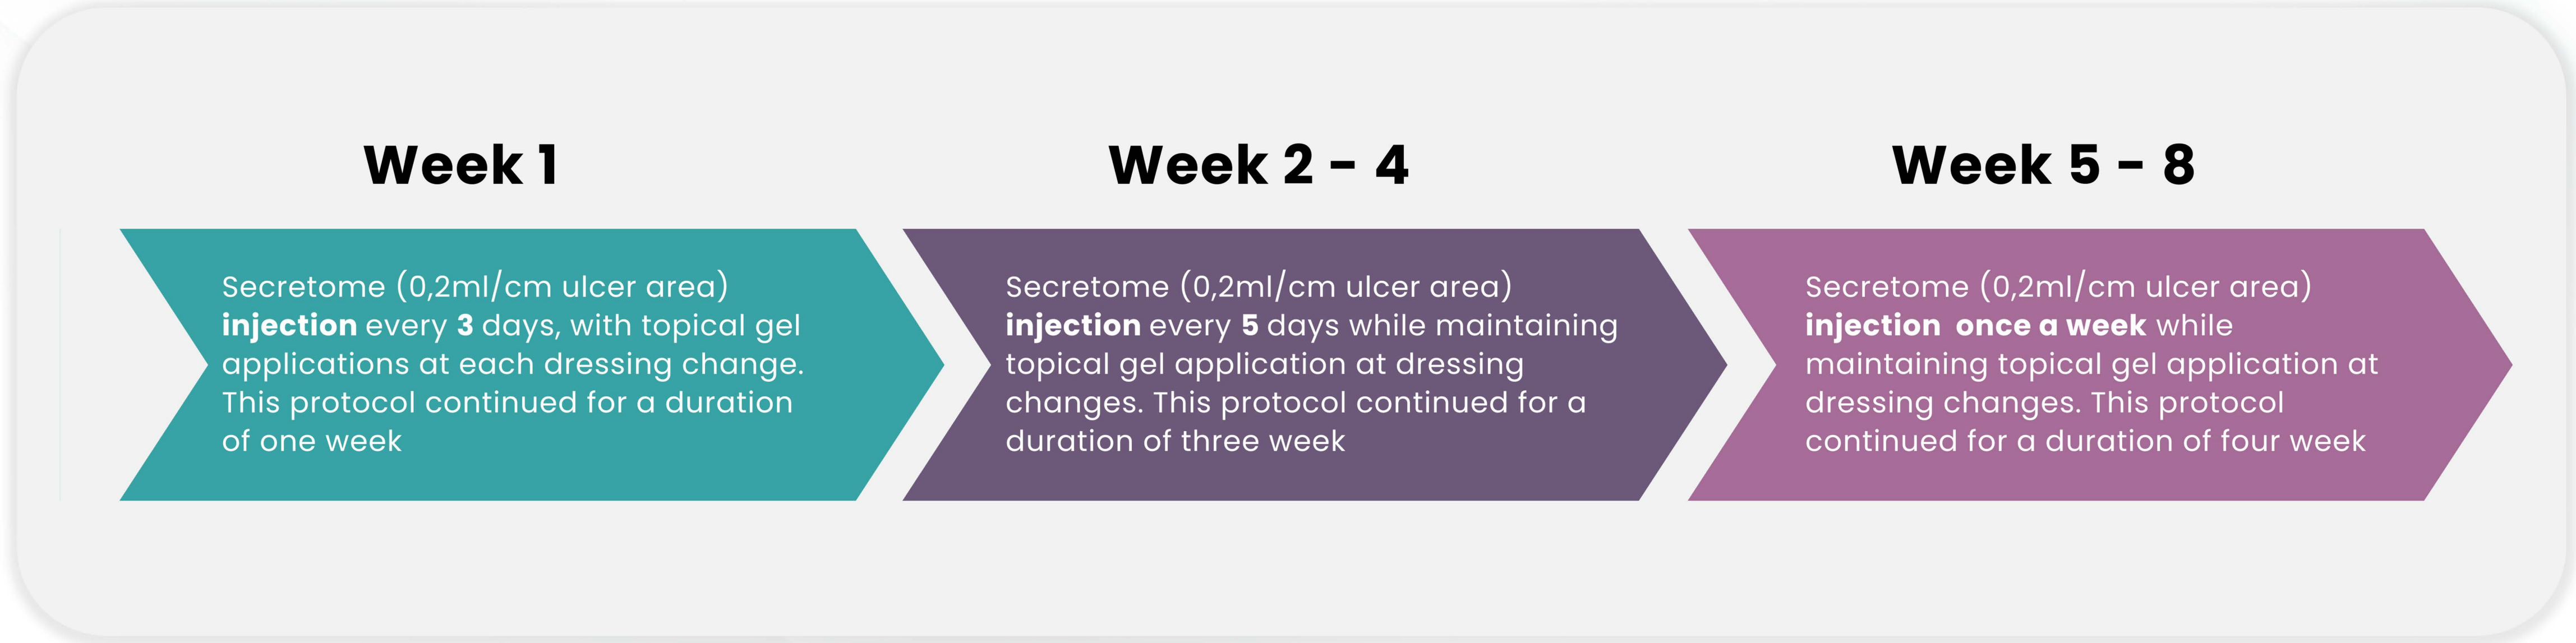 Week 1
Secretome (0,2ml/cm ulcer area)
injection every 3 days, with topical gel
applications at each dressing change.
This protocol continued for a duration
of one week
Week 2 - 4
Secretome (0,2ml/cm ulcer area)
injection every 5 days while maintaining
topical gel application at dressing
changes. This protocol continued for a
duration of three week
Week 5 - 8
Secretome (0,2ml/cm ulcer area)
injection once a week while
maintaining topical gel application at
dressing changes. This protocol
continued for a duration of four week